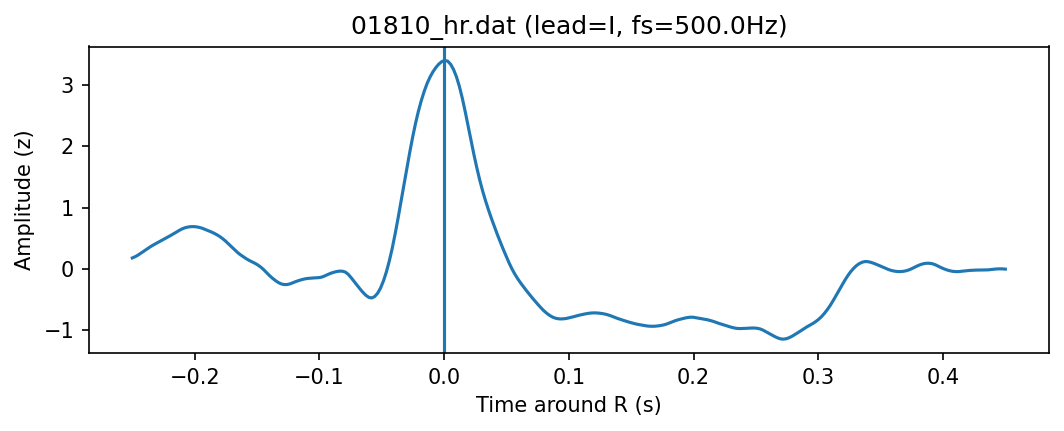 01810_hr.dat (lead=I, fs=500.0Hz)
Amplitude (z)
3
2
1
0
−1
−0.2 −0.1 0.0 0.1 0.2 0.3 0.4
Time around R (s)